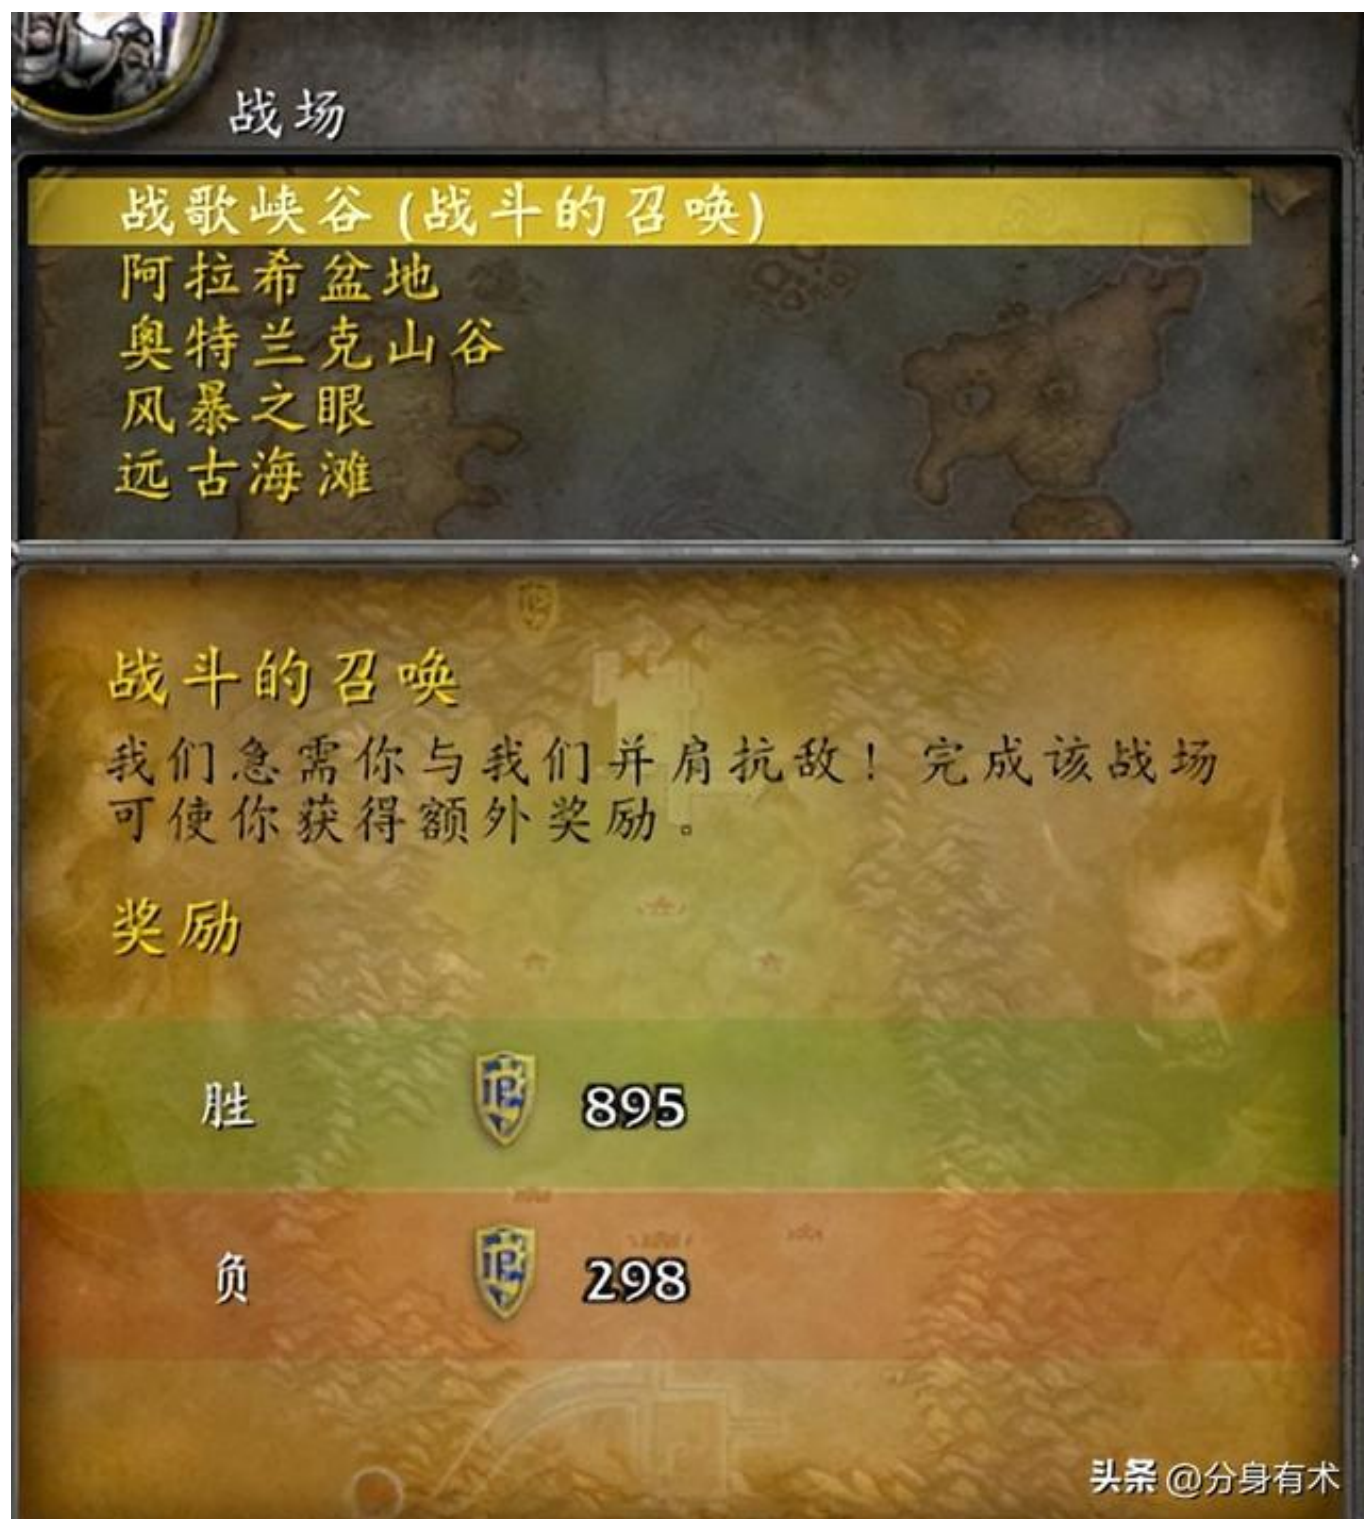 战场
战歌峡谷 (战斗的召唤)
阿拉希盆地
奥特兰克山谷
风暴之眼
远古海滩
战斗的召唤
我们急需你与我们并肩抗敌！完成该战场
可使你获得额外奖励。
奖励
胜 895
负 298
头条 @分身有术